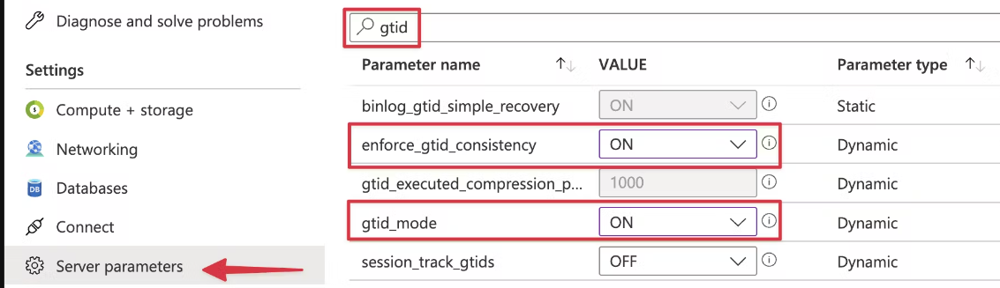 Diagnose and solve problems
Settings
Compute + storage
Networking
Databases
Connect
Server parameters
gtid
Parameter name VALUE Parameter type
binlog_gtid_simple_recovery ON Static
enforce_gtid_consistency ON Dynamic
gtid_executed_compression_p... 1000 Dynamic
gtid_mode ON Dynamic
session_track_gtids OFF Dynamic